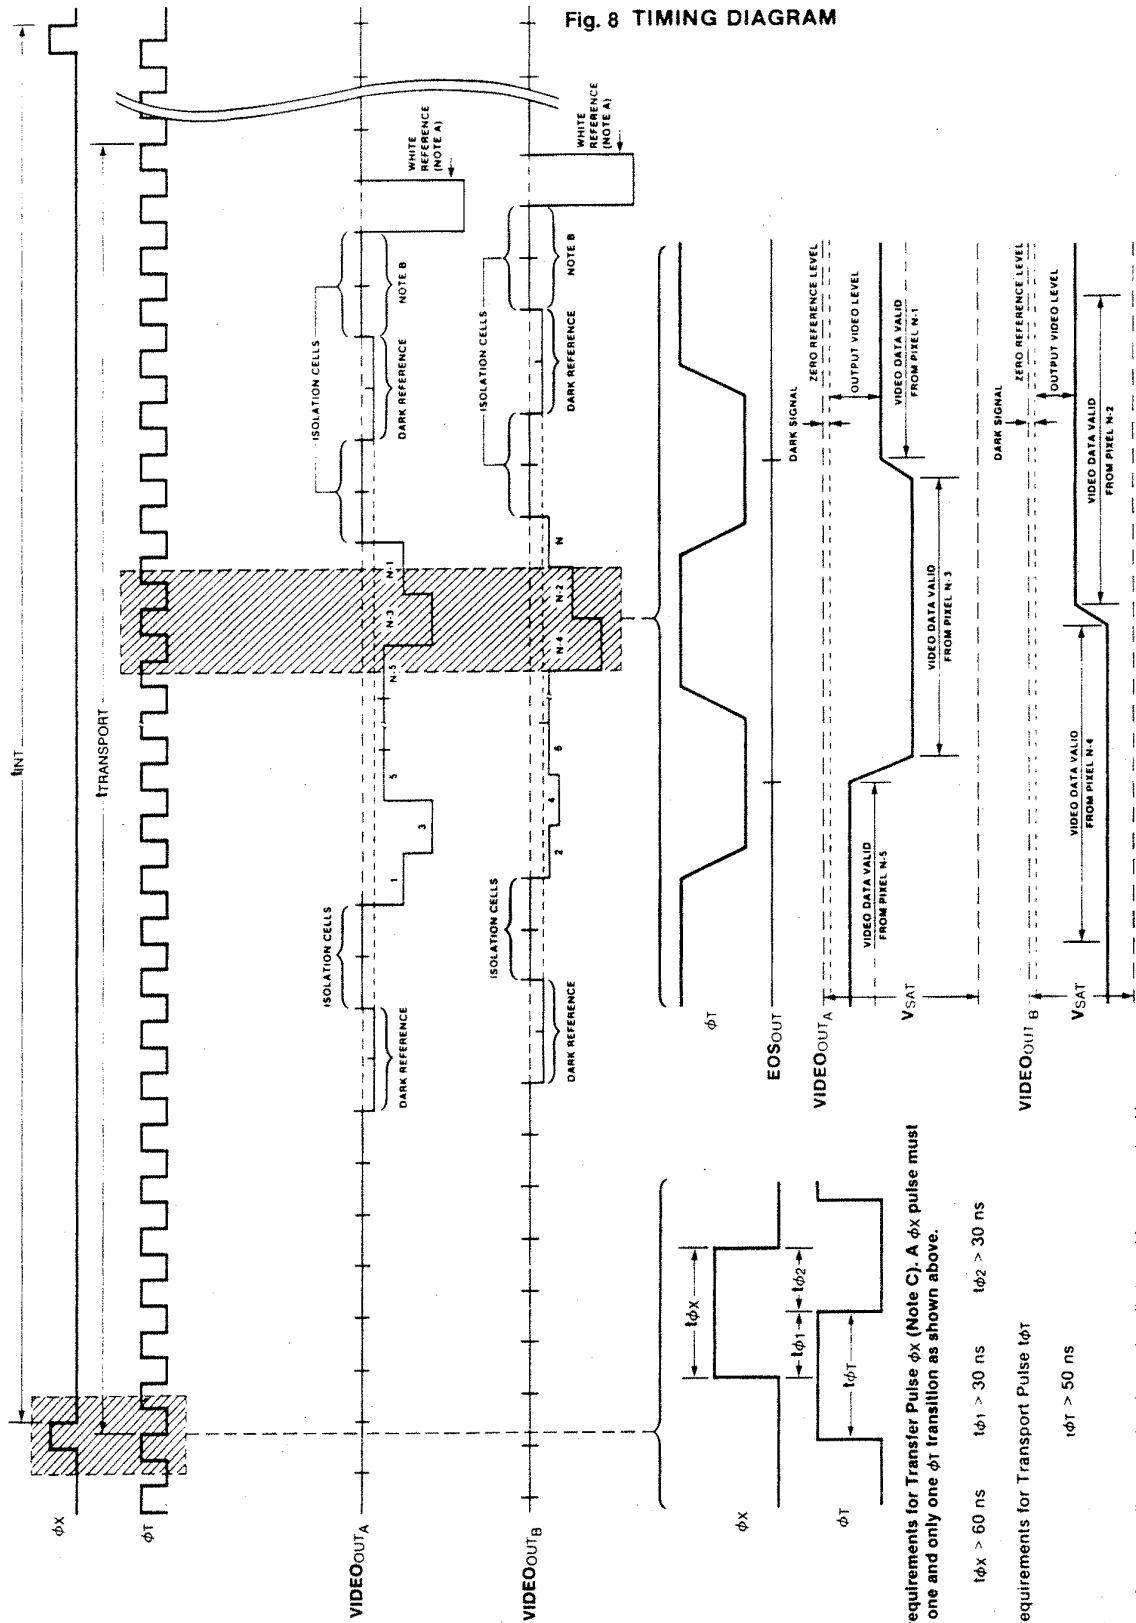 Fig. 8 TIMING DIAGRAM
tINT
tTRANSPORT
ϕX
ϕT
VIDEOOUTA
DARK REFERENCE
ISOLATION CELLS
1
3
5
N-5
N-3
N-1
ISOLATION CELLS
DARK REFERENCE
NOTE B
WHITE
REFERENCE
(NOTE A)
VIDEOOUTB
DARK REFERENCE
ISOLATION CELLS
2
4
6
N-4
N-2
N
ISOLATION CELLS
DARK REFERENCE
NOTE B
WHITE
REFERENCE
(NOTE A)
ϕX
tϕX
tϕ1
tϕ2
ϕT
tϕT
equirements for Transfer Pulse ϕX (Note C). A ϕX pulse must
one and only one ϕT transition as shown above.
tϕX > 60 ns tϕ1 > 30 ns tϕ2 > 30 ns
equirements for Transport Pulse tϕT
tϕT > 50 ns
ϕT
EOSOUT
VIDEOOUTA
DARK SIGNAL
ZERO REFERENCE LEVEL
OUTPUT VIDEO LEVEL
VIDEO DATA VALID
FROM PIXEL N-5
VIDEO DATA VALID
FROM PIXEL N-3
VIDEO DATA VALID
FROM PIXEL N-1
VSAT
VIDEOOUT B
DARK SIGNAL
ZERO REFERENCE LEVEL
OUTPUT VIDEO LEVEL
VIDEO DATA VALID
FROM PIXEL N-4
VIDEO DATA VALID
FROM PIXEL N-2
VSAT